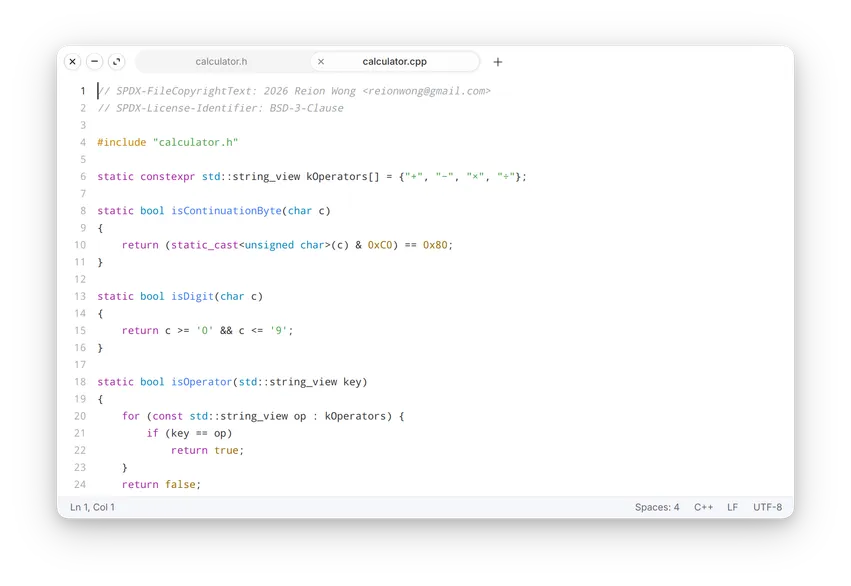 calculator.h
calculator.cpp
1 // SPDX-FileCopyrightText: 2026 Reion Wong <reionwong@gmail.com>
2 // SPDX-License-Identifier: BSD-3-Clause
3
4 #include "calculator.h"
5
6 static constexpr std::string_view kOperators[] = {"+", "−", "×", "÷"};
7
8 static bool isContinuationByte(char c)
9 {
10     return (static_cast<unsigned char>(c) & 0xC0) == 0x80;
11 }
12
13 static bool isDigit(char c)
14 {
15     return c >= '0' && c <= '9';
16 }
17
18 static bool isOperator(std::string_view key)
19 {
20     for (const std::string_view op : kOperators) {
21         if (key == op)
22             return true;
23     }
24     return false;
Ln 1, Col 1
Spaces: 4
C++
LF
UTF-8